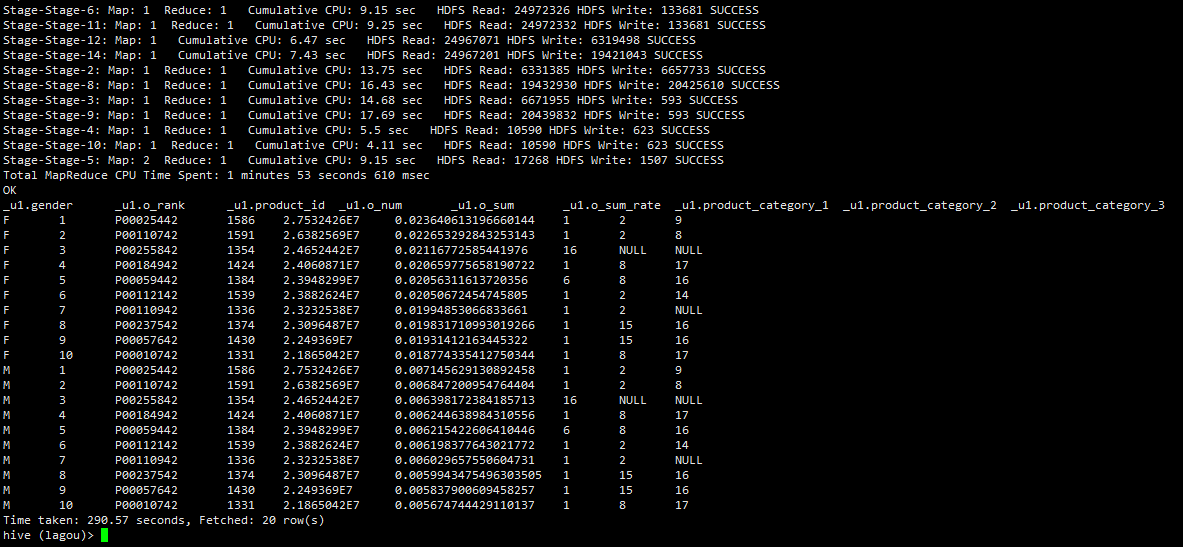 Stage-Stage-6: Map: 1  Reduce: 1   Cumulative CPU: 9.15 sec   HDFS Read: 24972326 HDFS Write: 133681 SUCCESS
Stage-Stage-11: Map: 1  Reduce: 1   Cumulative CPU: 9.25 sec   HDFS Read: 24972332 HDFS Write: 133681 SUCCESS
Stage-Stage-12: Map: 1   Cumulative CPU: 6.47 sec   HDFS Read: 24967071 HDFS Write: 6319498 SUCCESS
Stage-Stage-14: Map: 1   Cumulative CPU: 7.43 sec   HDFS Read: 24967201 HDFS Write: 19421043 SUCCESS
Stage-Stage-2: Map: 1  Reduce: 1   Cumulative CPU: 13.75 sec   HDFS Read: 6331385 HDFS Write: 6657733 SUCCESS
Stage-Stage-8: Map: 1  Reduce: 1   Cumulative CPU: 16.43 sec   HDFS Read: 19432930 HDFS Write: 20425610 SUCCESS
Stage-Stage-3: Map: 1  Reduce: 1   Cumulative CPU: 14.68 sec   HDFS Read: 6671955 HDFS Write: 593 SUCCESS
Stage-Stage-9: Map: 1  Reduce: 1   Cumulative CPU: 17.69 sec   HDFS Read: 20439832 HDFS Write: 593 SUCCESS
Stage-Stage-4: Map: 1  Reduce: 1   Cumulative CPU: 5.5 sec   HDFS Read: 10590 HDFS Write: 623 SUCCESS
Stage-Stage-10: Map: 1  Reduce: 1   Cumulative CPU: 4.11 sec   HDFS Read: 10590 HDFS Write: 623 SUCCESS
Stage-Stage-5: Map: 2  Reduce: 1   Cumulative CPU: 9.15 sec   HDFS Read: 17268 HDFS Write: 1507 SUCCESS
Total MapReduce CPU Time Spent: 1 minutes 53 seconds 610 msec
OK
_u1.gender	_u1.o_rank	_u1.product_id	_u1.o_num	_u1.o_sum	_u1.o_sum_rate	_u1.product_category_1	_u1.product_category_2	_u1.product_category_3
F	1	P00025442	1586	2.7532426E7	0.023640613196660144	1	2	9
F	2	P00110742	1591	2.6382569E7	0.022653292843253143	1	2	8
F	3	P00255842	1354	2.4652442E7	0.02116772585441976	16	NULL	NULL
F	4	P00184942	1424	2.4060871E7	0.020659775658190722	1	8	17
F	5	P00059442	1384	2.3948299E7	0.02056311613720356	6	8	16
F	6	P00112142	1539	2.3882624E7	0.02050672454745805	1	2	14
F	7	P00110942	1336	2.3232538E7	0.01994853066833661	1	2	NULL
F	8	P00237542	1374	2.3096487E7	0.019831710993019266	1	15	16
F	9	P00057642	1430	2.249369E7	0.01931412163445322	1	15	16
F	10	P00010742	1331	2.1865042E7	0.018774335412750344	1	8	17
M	1	P00025442	1586	2.7532426E7	0.007145629130892458	1	2	9
M	2	P00110742	1591	2.6382569E7	0.006847200954764404	1	2	8
M	3	P00255842	1354	2.4652442E7	0.006398172384185713	16	NULL	NULL
M	4	P00184942	1424	2.4060871E7	0.006244638984310556	1	8	17
M	5	P00059442	1384	2.3948299E7	0.006215422606410446	6	8	16
M	6	P00112142	1539	2.3882624E7	0.006198377643021772	1	2	14
M	7	P00110942	1336	2.3232538E7	0.006029657550604731	1	2	NULL
M	8	P00237542	1374	2.3096487E7	0.0059943475496303505	1	15	16
M	9	P00057642	1430	2.249369E7	0.005837900609458257	1	15	16
M	10	P00010742	1331	2.1865042E7	0.005674744429110137	1	8	17
Time taken: 290.57 seconds, Fetched: 20 row(s)
hive (lagou)>